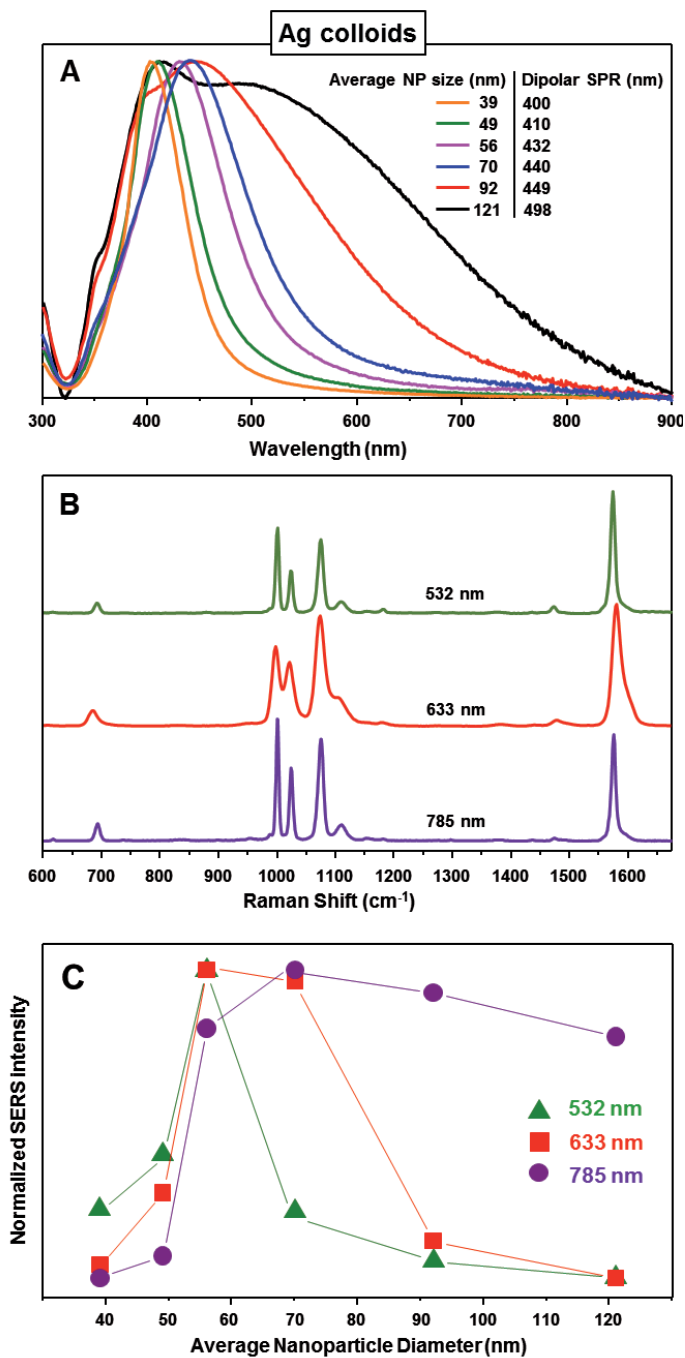 Ag colloids
A
Average NP size (nm) Dipolar SPR (nm)
39 400
49 410
56 432
70 440
92 449
121 498
300 400 500 600 700 800 900
Wavelength (nm)
B
532 nm
633 nm
785 nm
600 700 800 900 1000 1100 1200 1300 1400 1500 1600
Raman Shift (cm⁻¹)
C
Normalized SERS Intensity
532 nm
633 nm
785 nm
40 50 60 70 80 90 100 110 120
Average Nanoparticle Diameter (nm)